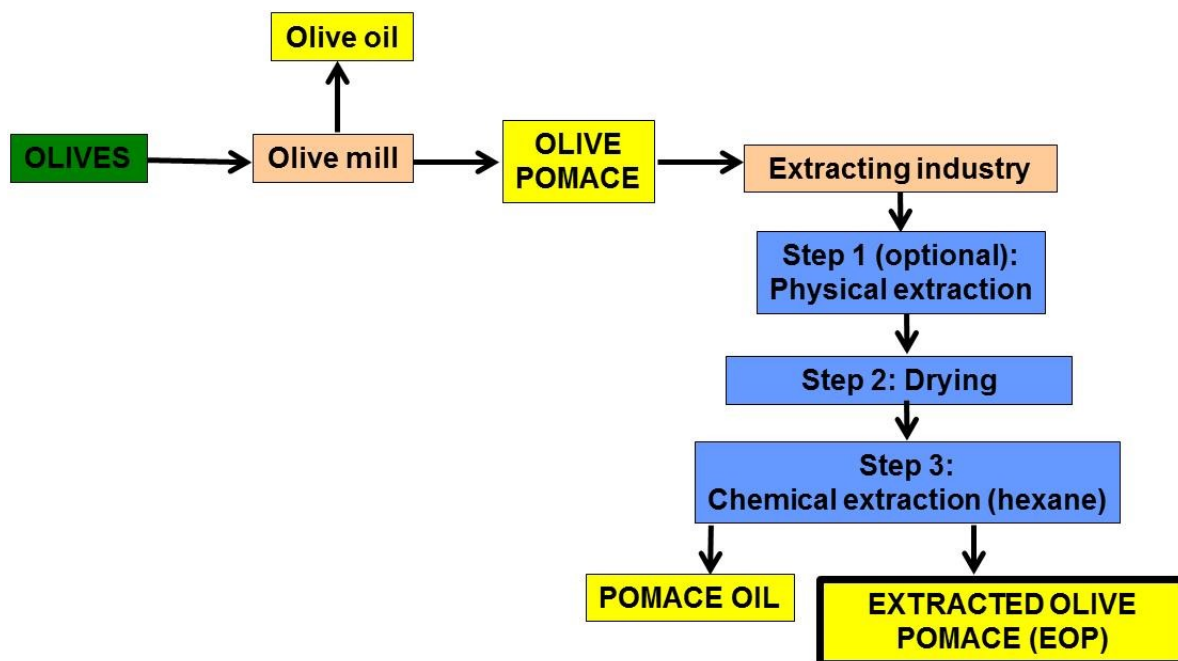 Olive oil
OLIVES
Olive mill
OLIVE
POMACE
Extracting industry
Step 1 (optional):
Physical extraction
Step 2: Drying
Step 3:
Chemical extraction (hexane)
POMACE OIL
EXTRACTED OLIVE
POMACE (EOP)